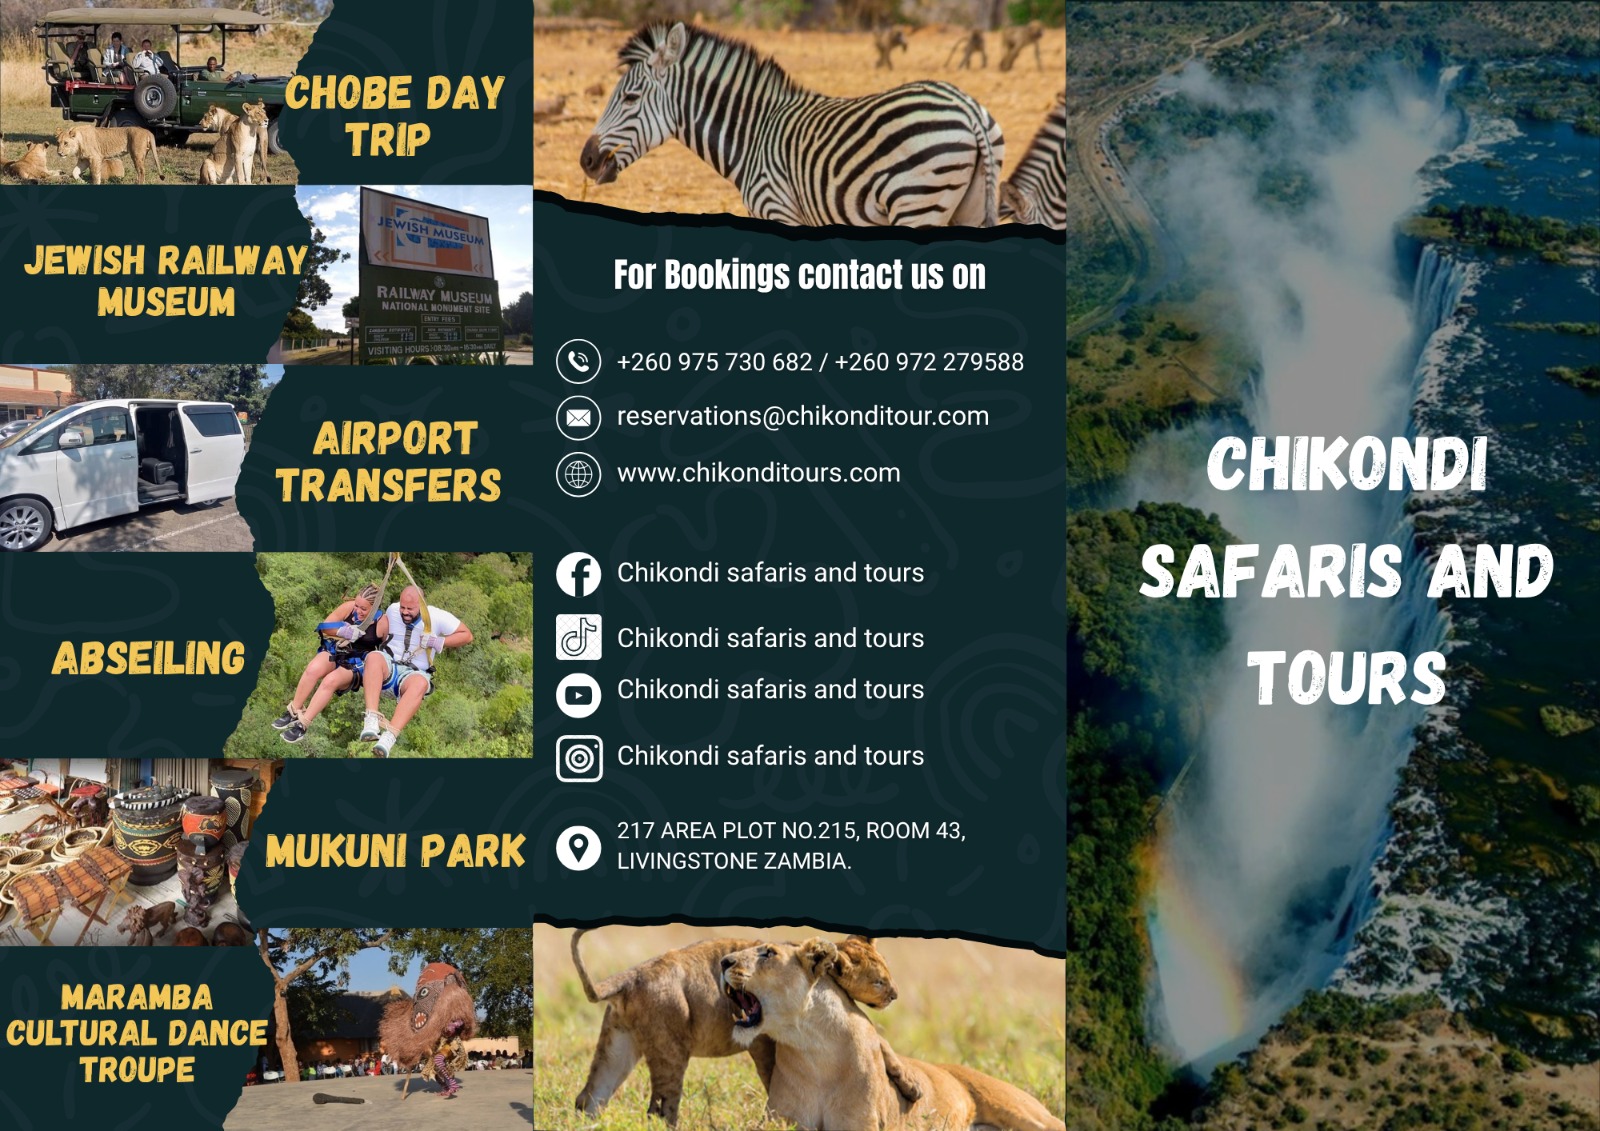 CHOBE DAY
TRIP
JEWISH RAILWAY
MUSEUM
JEWISH MUSEUM
RAILWAY MUSEUM
NATIONAL MONUMENT SITE
ENTRY FEES
AIRPORT
TRANSFERS
ABSEILING
MUKUNI PARK
MARAMBA
CULTURAL DANCE
TROUPE
For Bookings contact us on
+260 975 730 682 / +260 972 279588
reservations@chikonditour.com
www.chikonditours.com
Chikondi safaris and tours
Chikondi safaris and tours
Chikondi safaris and tours
Chikondi safaris and tours
217 AREA PLOT NO.215, ROOM 43,
LIVINGSTONE ZAMBIA.
CHIKONDI
SAFARIS AND
TOURS